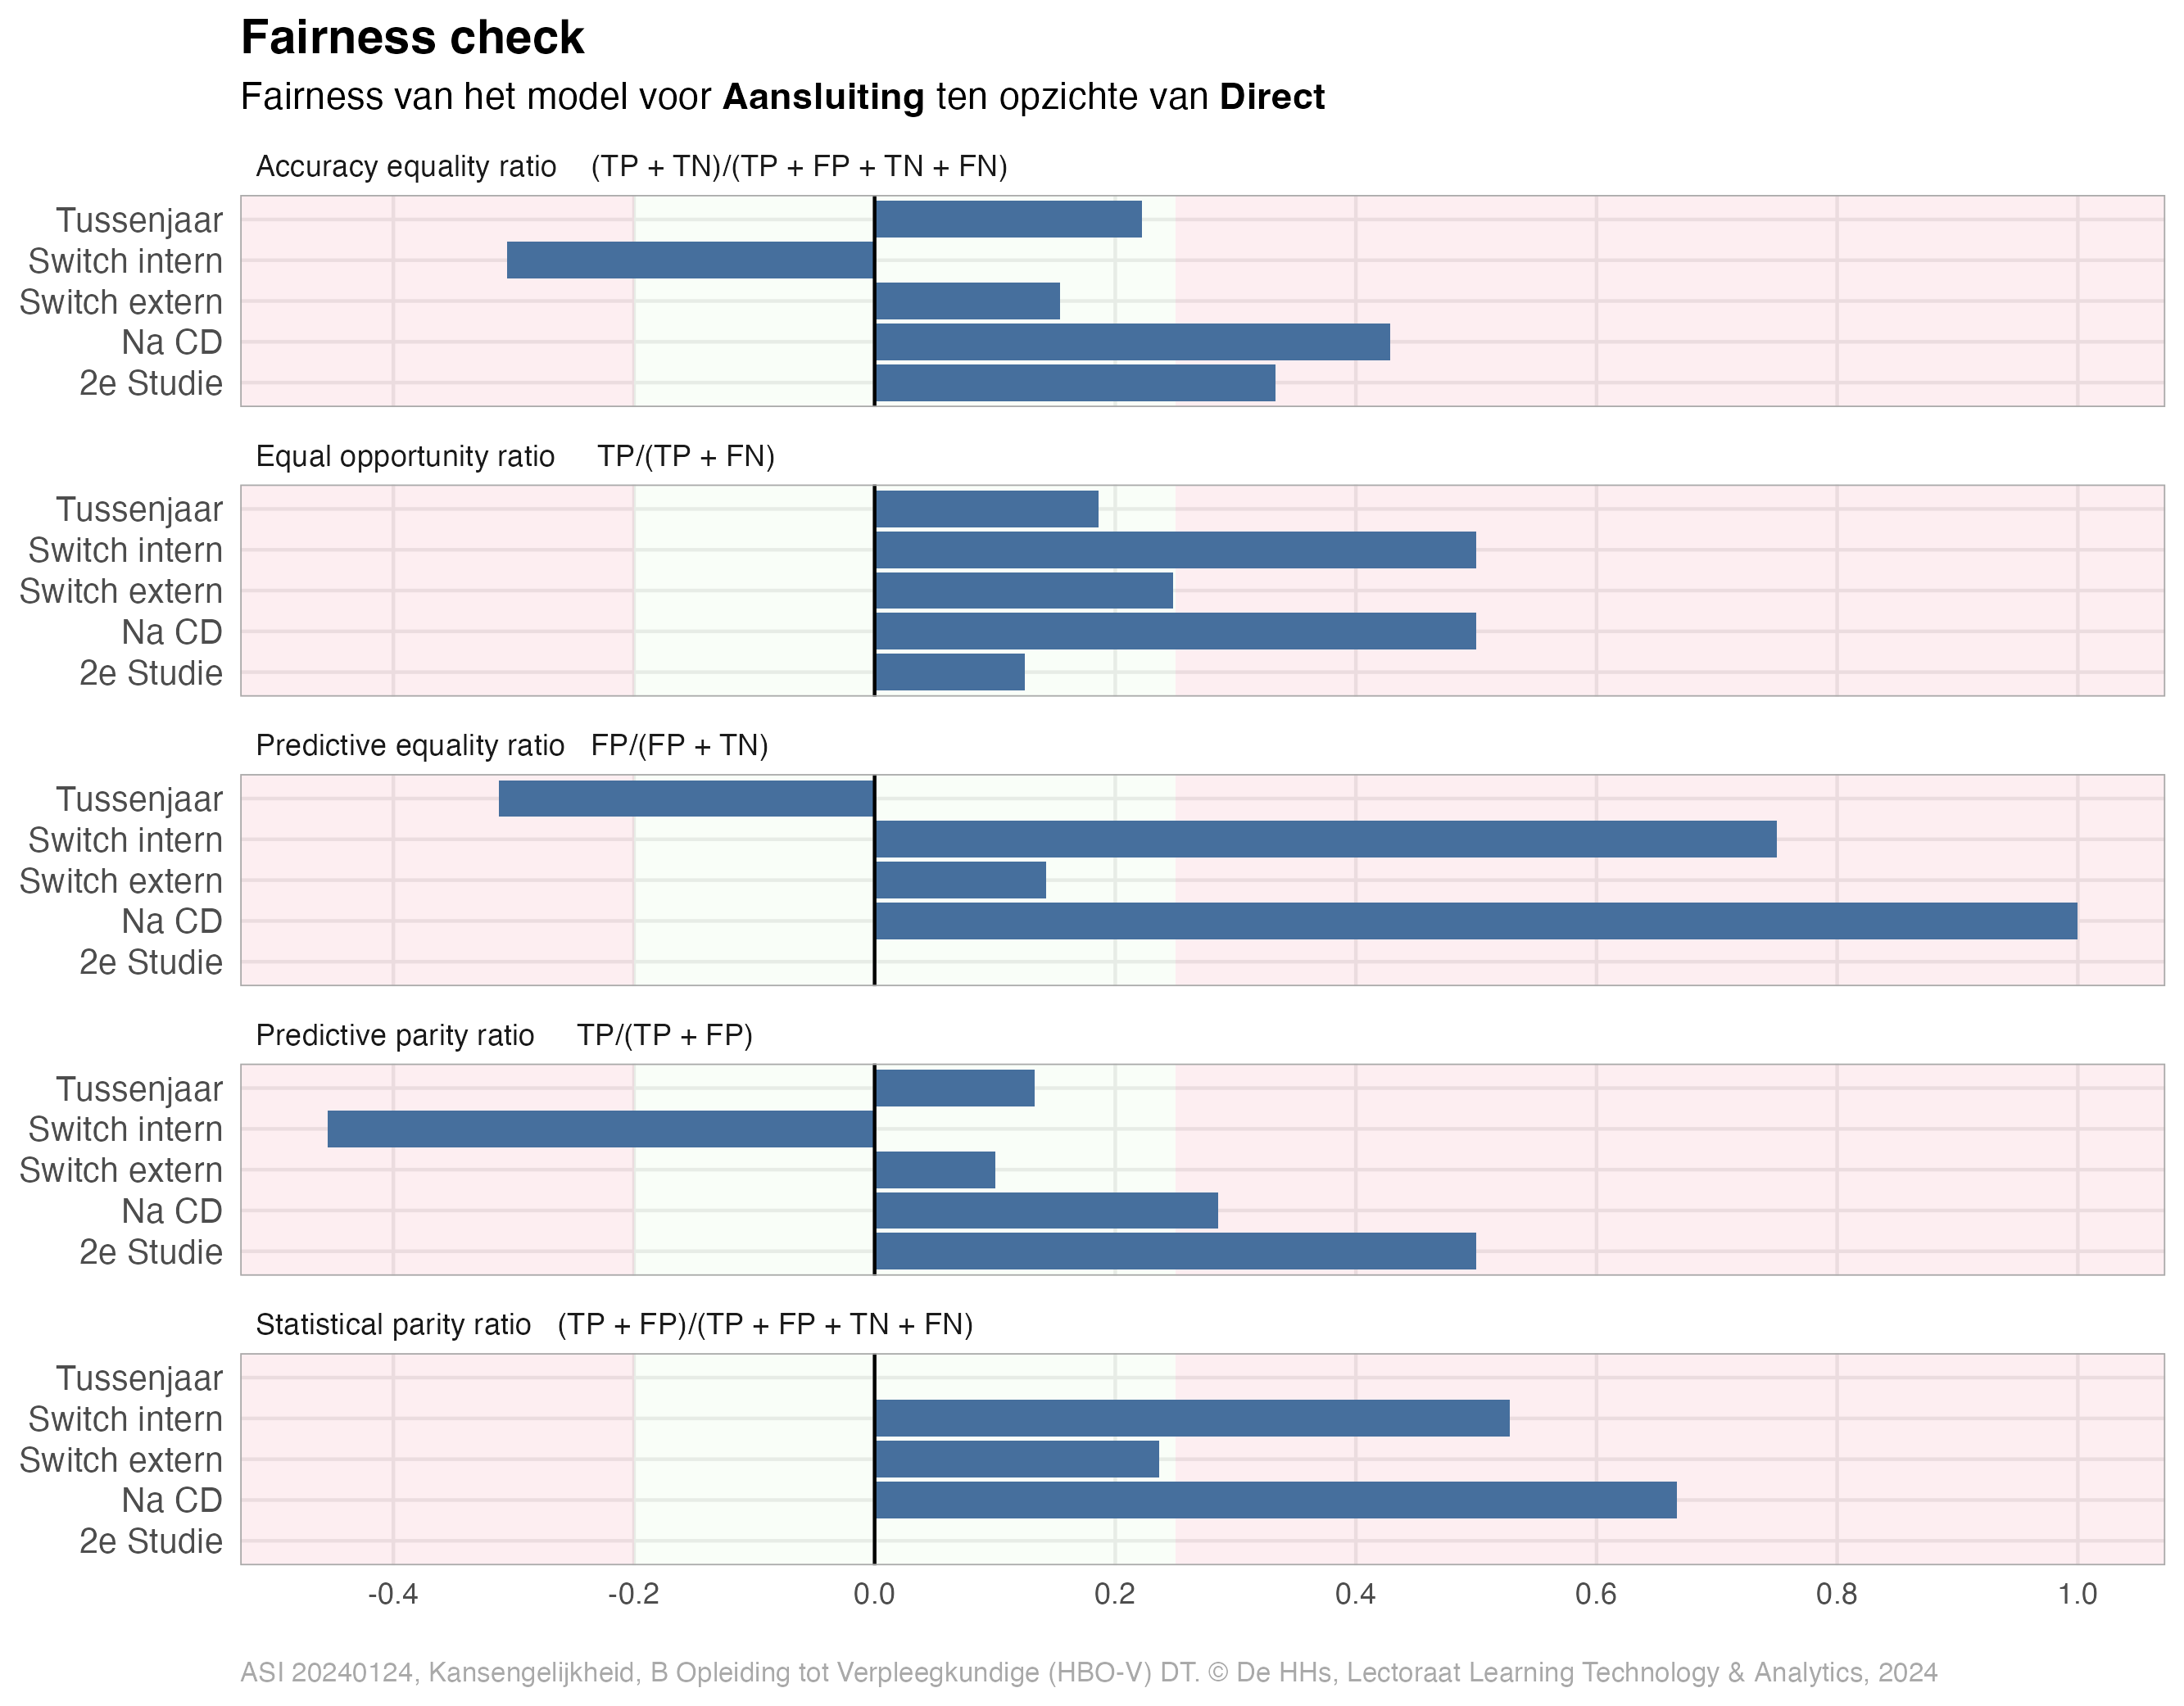 Fairness check
Fairness van het model voor Aansluiting ten opzichte van Direct
Accuracy equality ratio (TP + TN)/(TP + FP + TN + FN)
Tussenjaar
Switch intern
Switch extern
Na CD
2e Studie
Equal opportunity ratio TP/(TP + FN)
Tussenjaar
Switch intern
Switch extern
Na CD
2e Studie
Predictive equality ratio FP/(FP + TN)
Tussenjaar
Switch intern
Switch extern
Na CD
2e Studie
Predictive parity ratio TP/(TP + FP)
Tussenjaar
Switch intern
Switch extern
Na CD
2e Studie
Statistical parity ratio (TP + FP)/(TP + FP + TN + FN)
Tussenjaar
Switch intern
Switch extern
Na CD
2e Studie
-0.4 -0.2 0.0 0.2 0.4 0.6 0.8 1.0
ASI 20240124, Kansengelijkheid, B Opleiding tot Verpleegkundige (HBO-V) DT. © De HHs, Lectoraat Learning Technology & Analytics, 2024